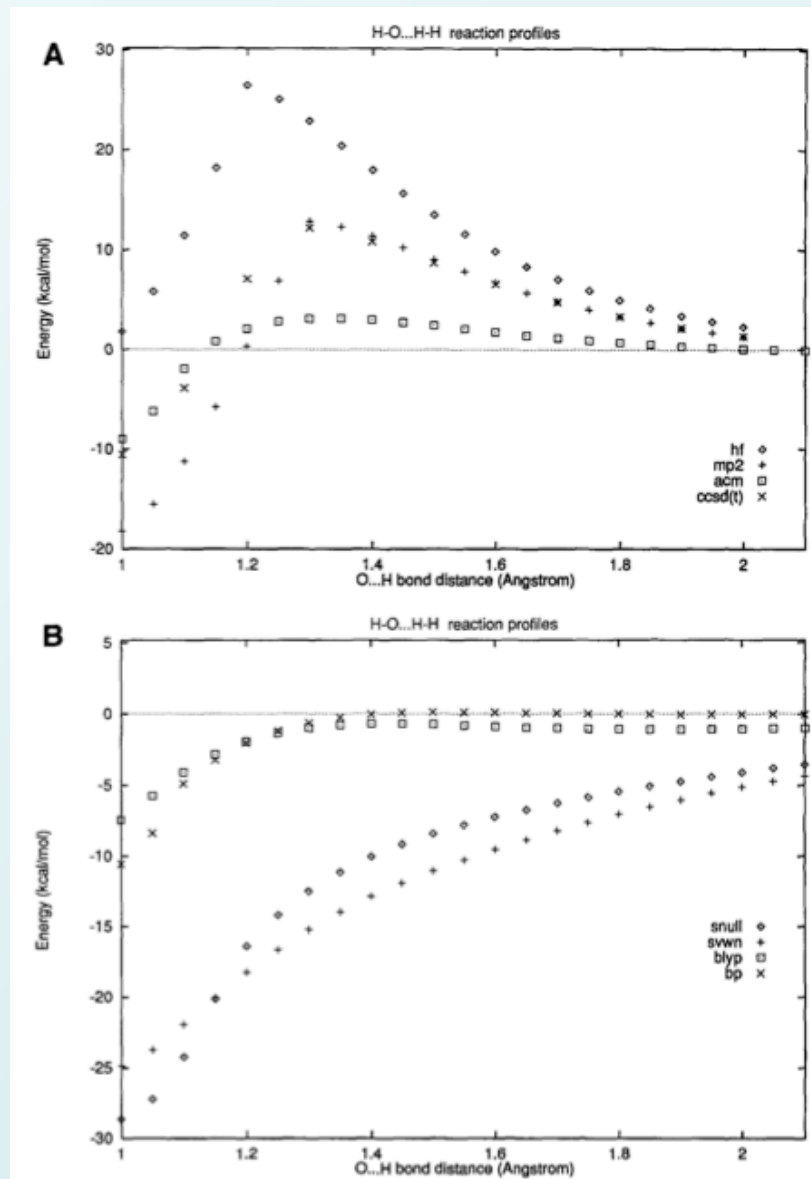 A
H-O...H-H reaction profiles
30
20
10
0
-10
-20
Energy (kcal/mol)
hf
mp2
acm
ccsd(t)
1 1.2 1.4 1.6 1.8 2
O...H bond distance (Angstrom)
B
H-O...H-H reaction profiles
5
0
-5
-10
-15
-20
-25
-30
Energy (kcal/mol)
snull
svwn
blyp
bp
1 1.2 1.4 1.6 1.8 2
O...H bond distance (Angstrom)